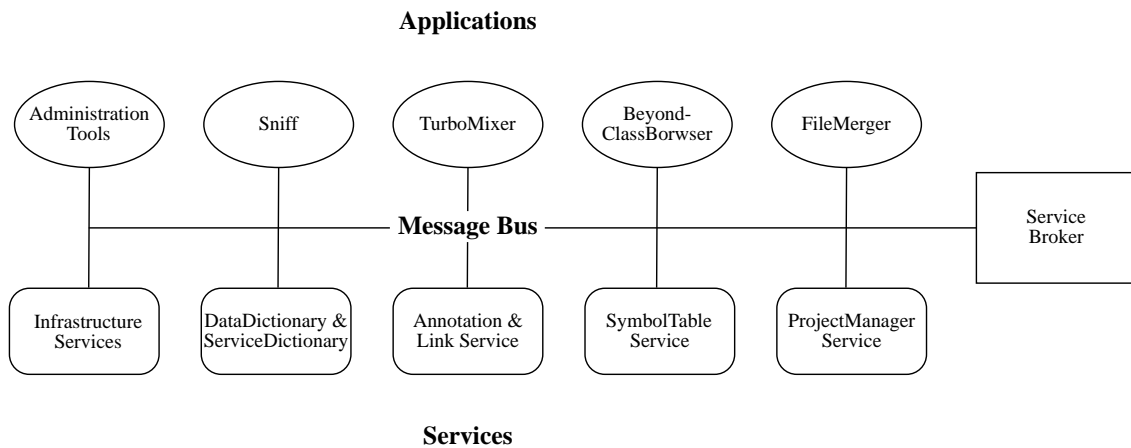 Applications
Administration
Tools
Sniff
TurboMixer
Beyond-
ClassBorwser
FileMerger
Message Bus
Service
Broker
Infrastructure
Services
DataDictionary &
ServiceDictionary
Annotation &
Link Service
SymbolTable
Service
ProjectManager
Service
Services